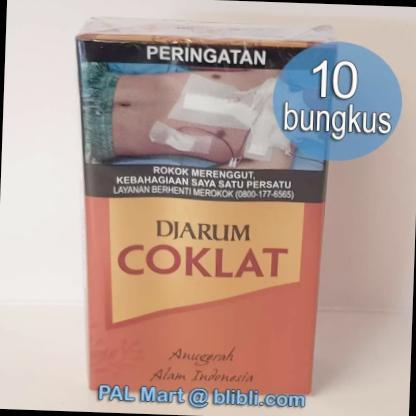 PERINGATAN
10
bungkus
ROKOK MERENGGUT,
KEBAHAGIAAN SAYA SATU PERSATU
LAYANAN BERHENTI MEROKOK (0800-177-6565)
DJARUM
COKLAT
Anugerah
Alam Indonesia
PAL Mart @ blibli.com